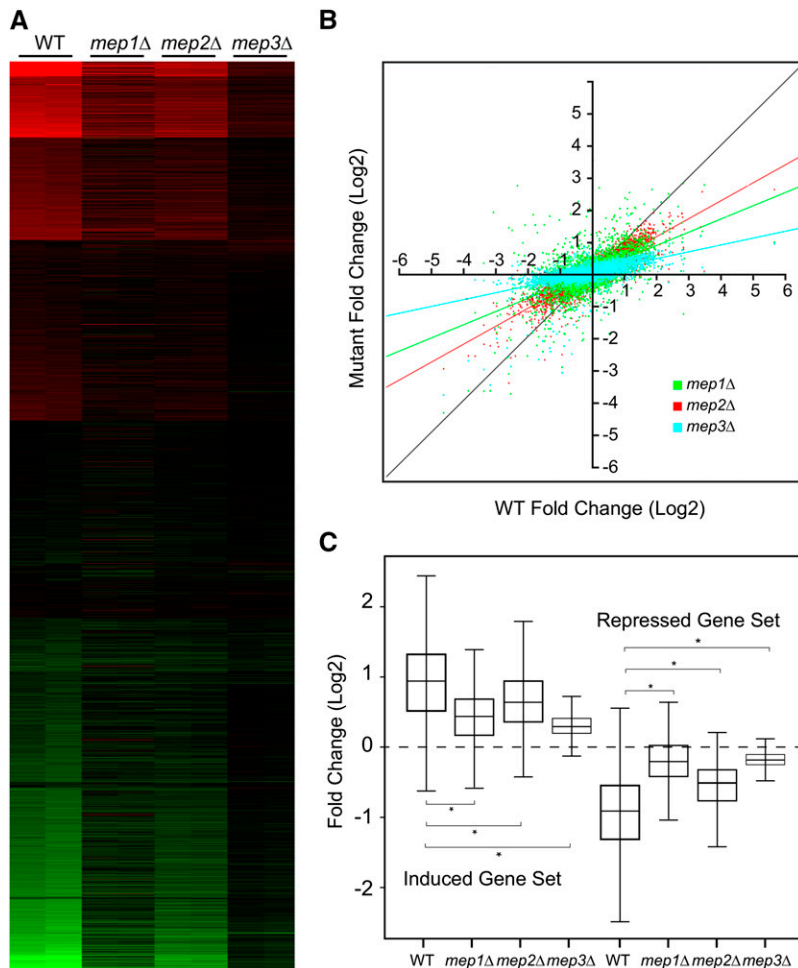 A
WT mep1Δ mep2Δ mep3Δ
B
Mutant Fold Change (Log2)
6
5
4
3
2
1
-6 -5 -4 -3 -2 -1 1 2 3 4 5 6
-1
-2
-3
-4
-5
-6
mep1Δ
mep2Δ
mep3Δ
WT Fold Change (Log2)
C
Fold Change (Log2)
2
1
0
-1
-2
Repressed Gene Set
*
*
*
*
*
*
Induced Gene Set
WT mep1Δ mep2Δ mep3Δ WT mep1Δ mep2Δ mep3Δ